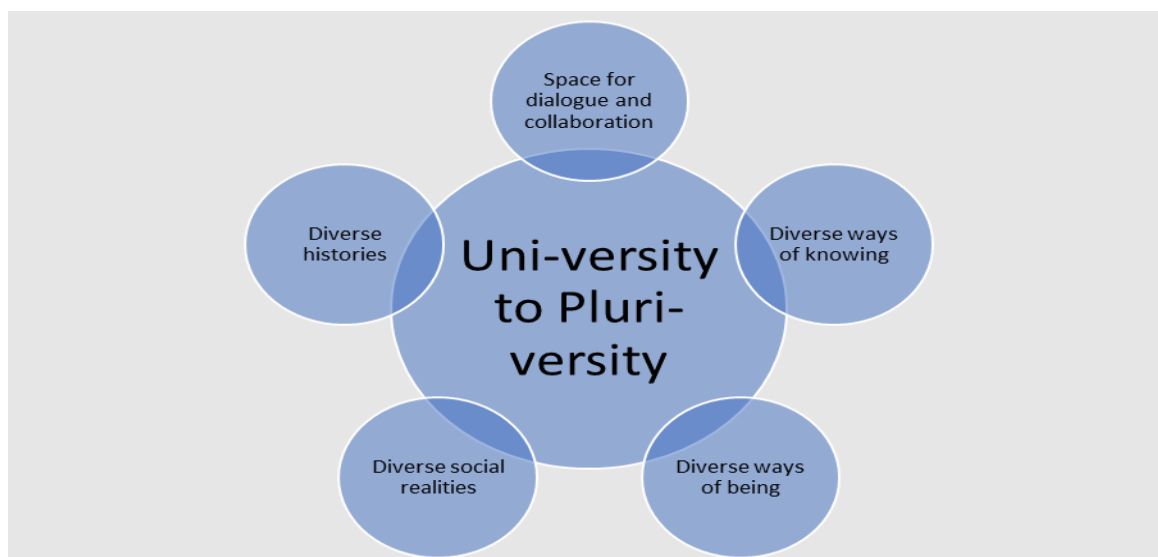 Space for
dialogue and
collaboration
Diverse
histories
Uni-versity
to Pluri-
versity
Diverse ways
of knowing
Diverse social
realities
Diverse ways
of being